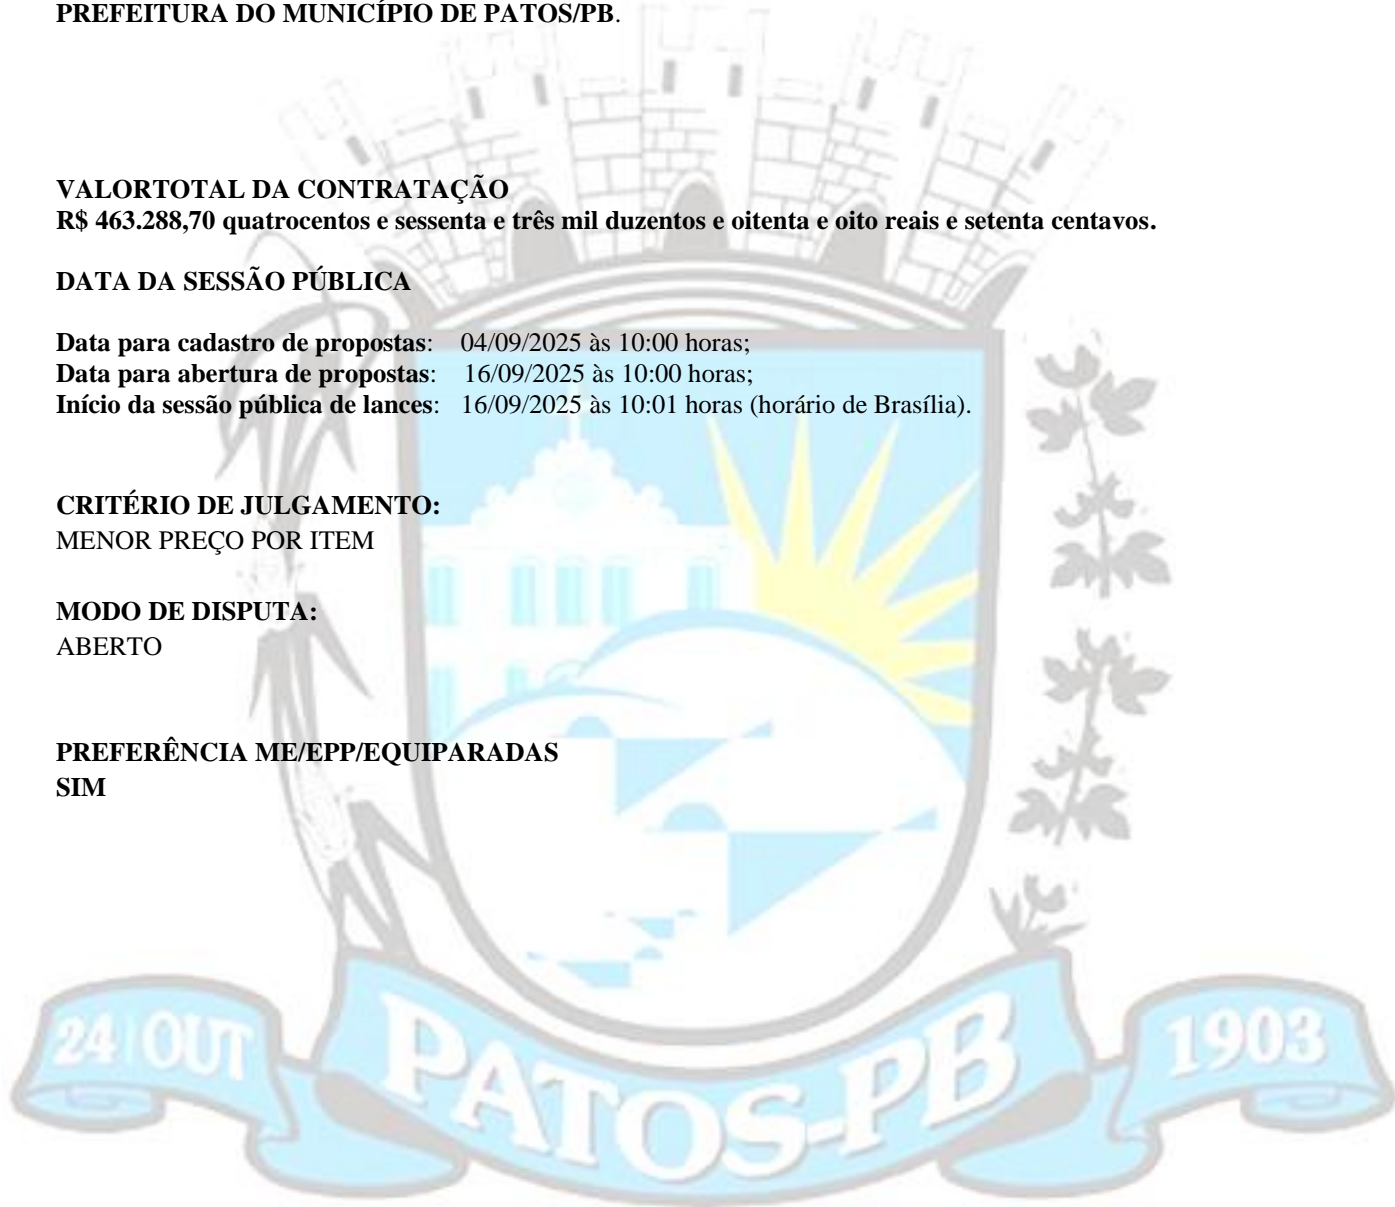 PREFEITURA DO MUNICÍPIO DE PATOS/PB.
VALORTOTAL DA CONTRATAÇÃO
R$ 463.288,70 quatrocentos e sessenta e três mil duzentos e oitenta e oito reais e setenta centavos.
DATA DA SESSÃO PÚBLICA
Data para cadastro de propostas: 04/09/2025 às 10:00 horas;
Data para abertura de propostas: 16/09/2025 às 10:00 horas;
Início da sessão pública de lances: 16/09/2025 às 10:01 horas (horário de Brasília).
CRITÉRIO DE JULGAMENTO:
MENOR PREÇO POR ITEM
MODO DE DISPUTA:
ABERTO
PREFERÊNCIA ME/EPP/EQUIPARADAS
SIM
24 OUT
PATOS-PB
1903